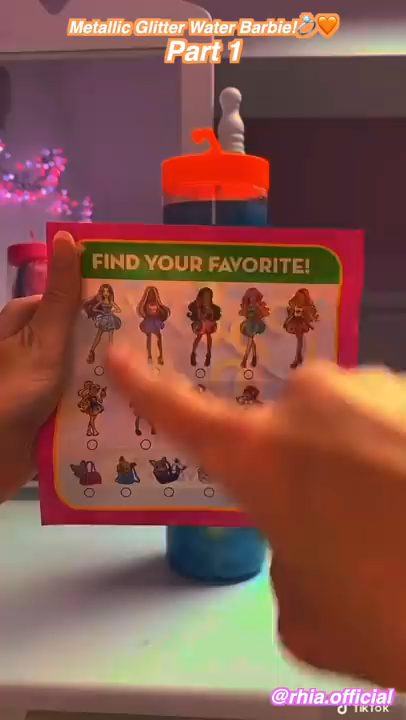 Metallic Glitter Water Barbie!💍🧡
Part 1
FIND YOUR FAVORITE!
@rhia.official
TikTok